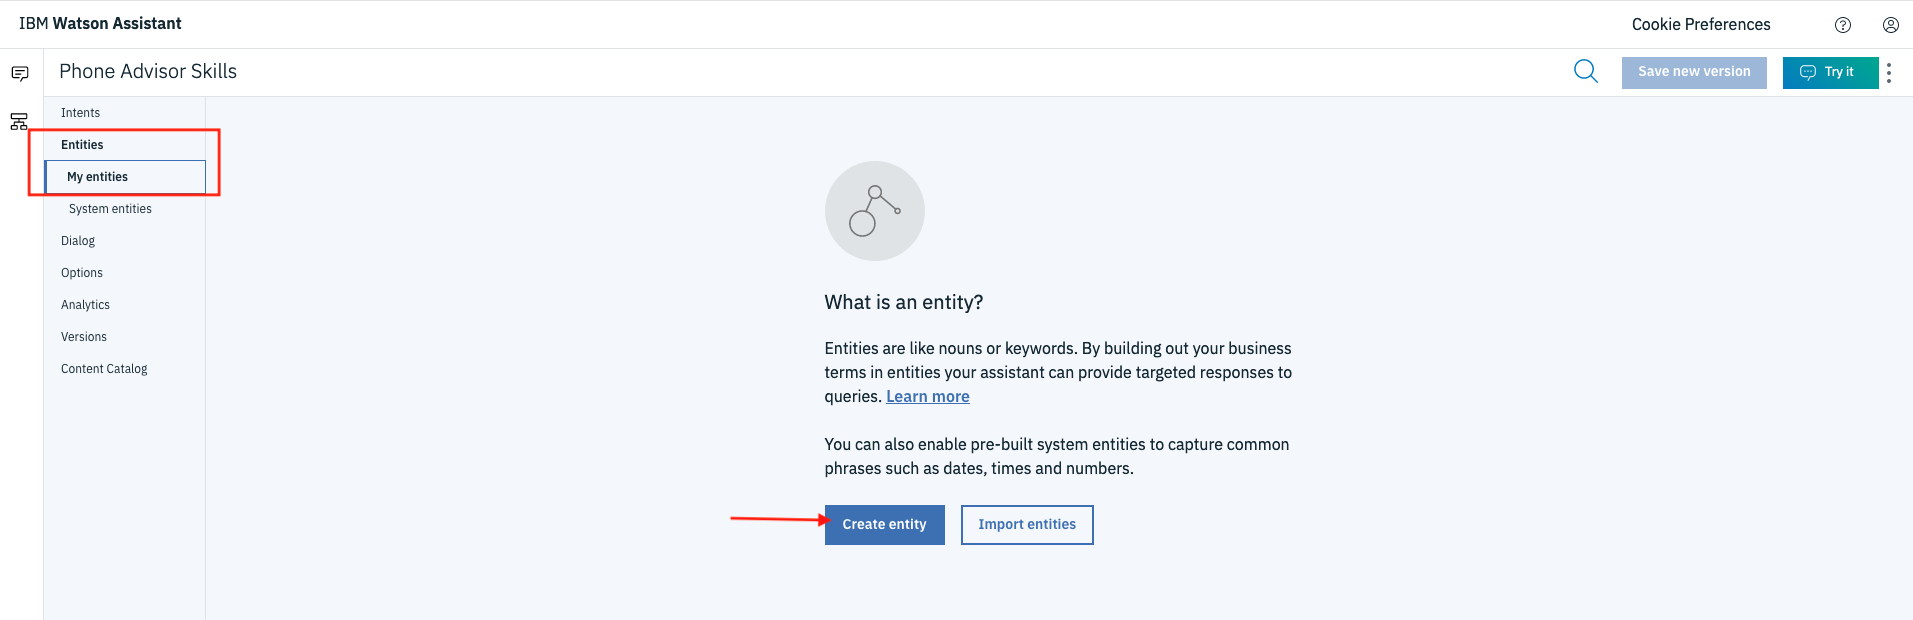 IBM Watson Assistant
Cookie Preferences
Phone Advisor Skills
Save new version
Try it
Intents
Entities
My entities
System entities
Dialog
Options
Analytics
Versions
Content Catalog
What is an entity?
Entities are like nouns or keywords. By building out your business
terms in entities your assistant can provide targeted responses to
queries. Learn more
You can also enable pre-built system entities to capture common
phrases such as dates, times and numbers.
Create entity
Import entities